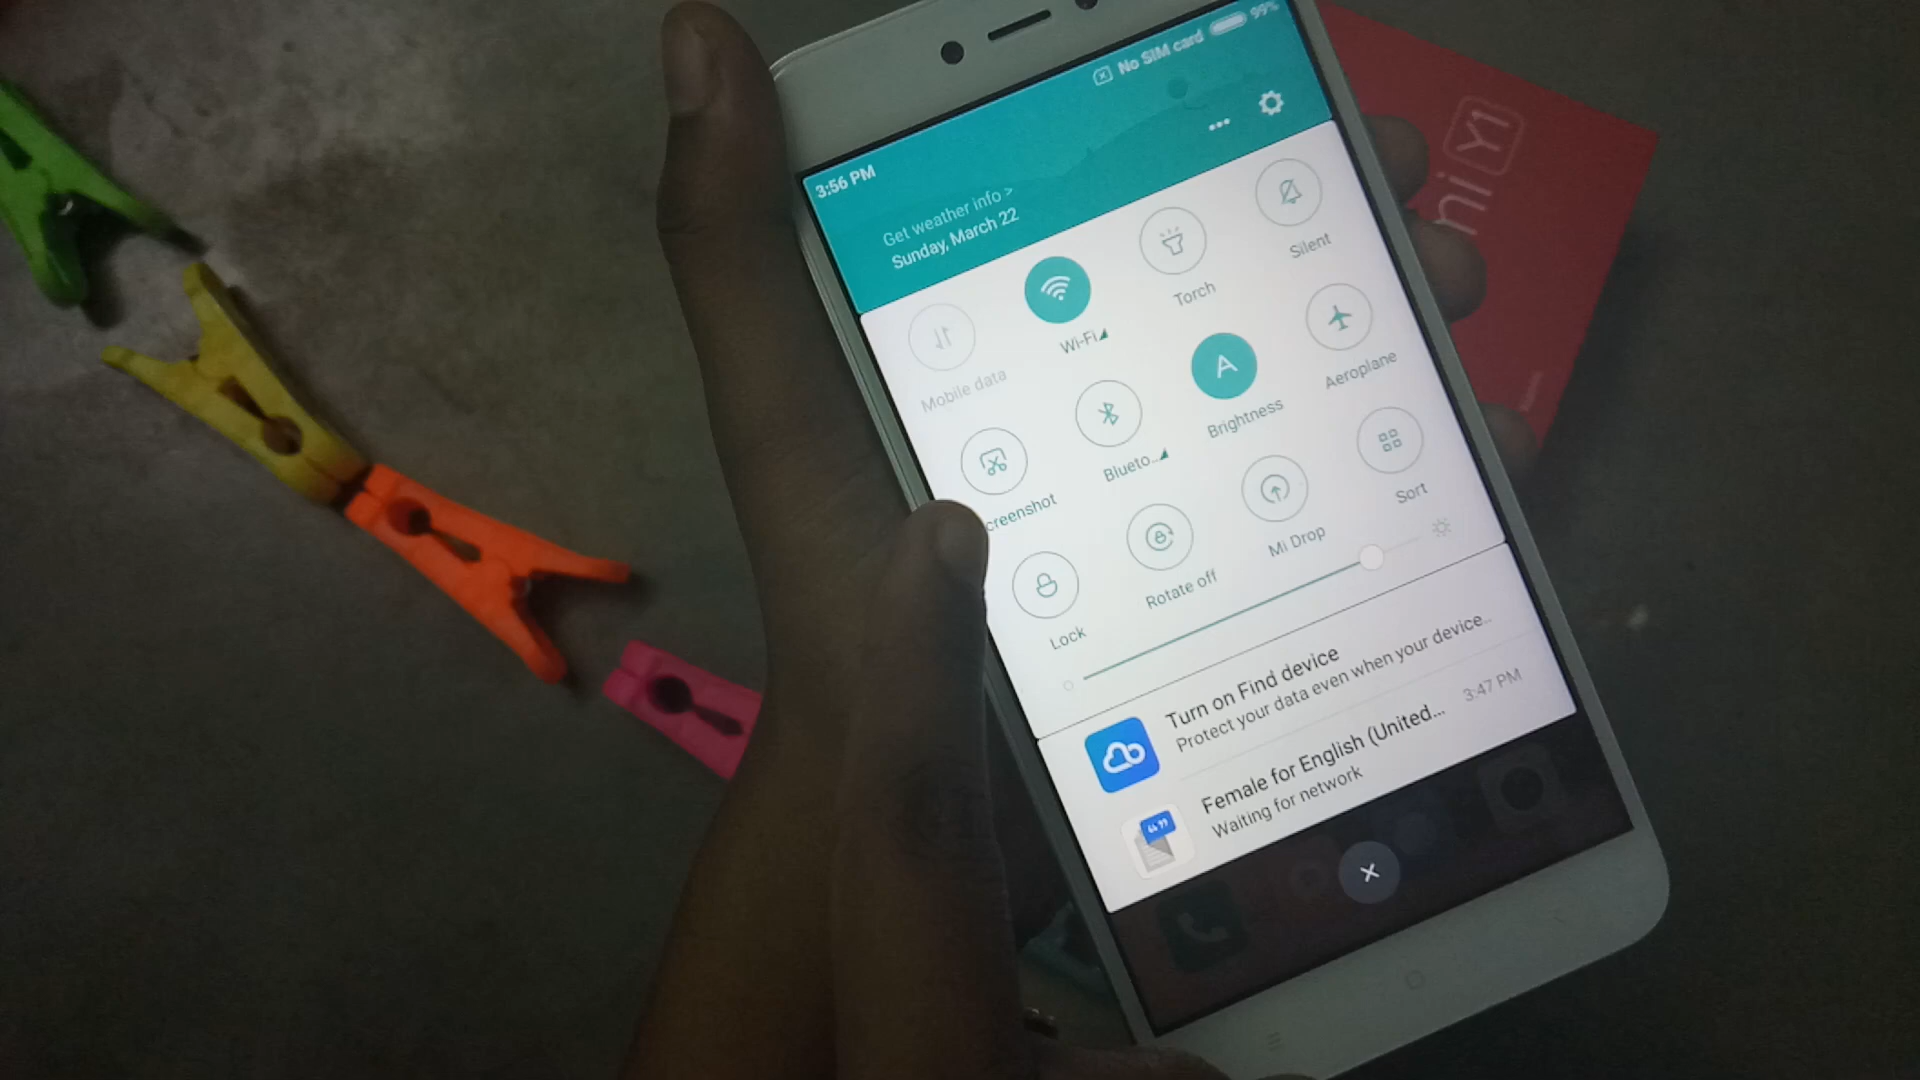 No SIM card 99%
3:56 PM
Get weather info >
Sunday, March 22
Mobile data
Wi-Fi
Torch
Silent
creenshot
Blueto...
Brightness
Aeroplane
Lock
Rotate off
Mi Drop
Sort
Turn on Find device
Protect your data even when your device...
Female for English (United... 3:47 PM
Waiting for network
mi Y1